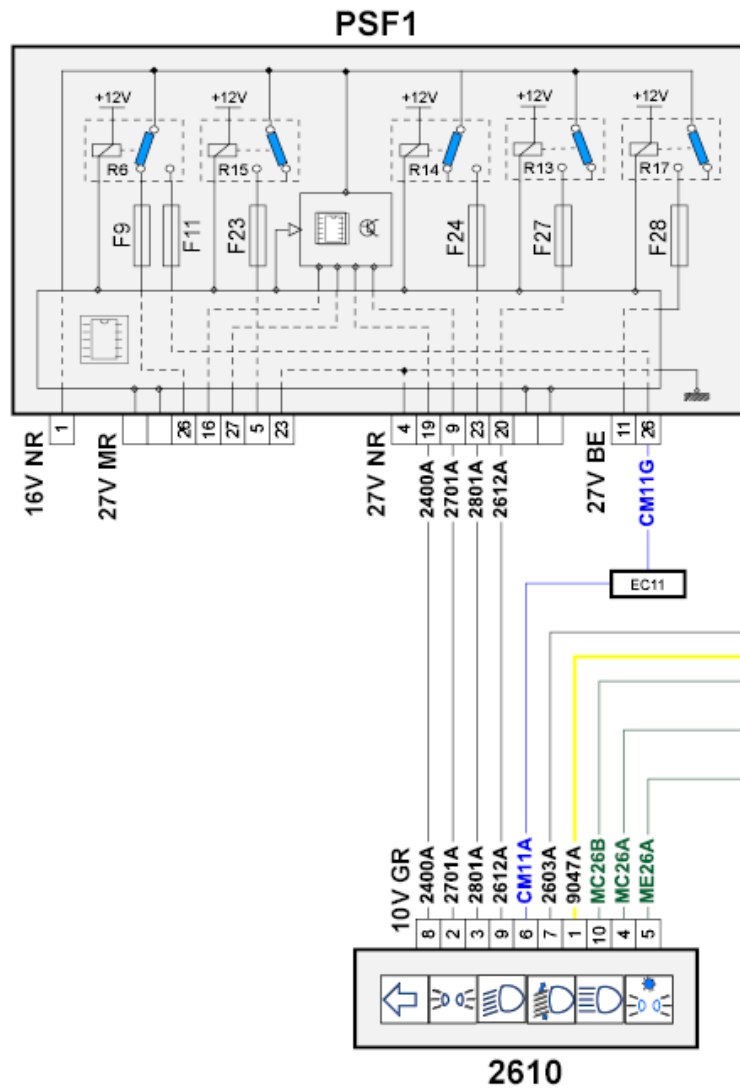 PSF1
+12V +12V +12V +12V +12V
R6 R15 R14 R13 R17
F9 F11 F23 F24 F27 F28
16V NR 1
27V MR 26 16 27 5 23
27V NR 4 19 9 23 20
27V BE 11 26
2400A 2701A 2801A 2612A CM11G
EC11
10V GR 2400A 2701A 2801A 2612A CM11A 2603A 9047A MC26B MC26A ME26A
8 2 3 9 6 7 1 10 4 5
2610